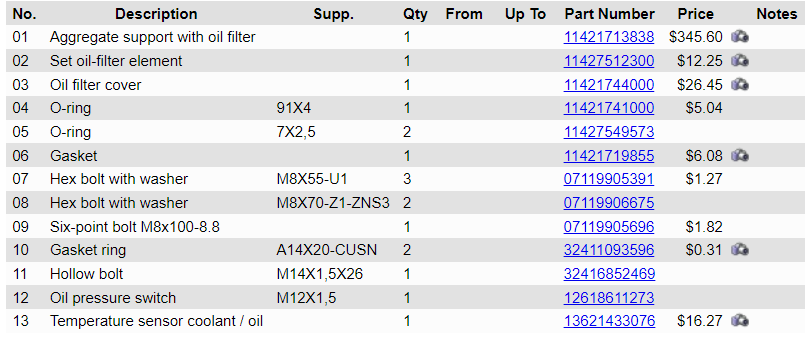 No. Description Supp. Qty From Up To Part Number Price Notes
01 Aggregate support with oil filter 1 11421713838 $345.60
02 Set oil-filter element 1 11427512300 $12.25
03 Oil filter cover 1 11421744000 $26.45
04 O-ring 91X4 1 11421741000 $5.04
05 O-ring 7X2,5 2 11427549573
06 Gasket 1 11421719855 $6.08
07 Hex bolt with washer M8X55-U1 3 07119905391 $1.27
08 Hex bolt with washer M8X70-Z1-ZNS3 2 07119906675
09 Six-point bolt M8x100-8.8 1 07119905696 $1.82
10 Gasket ring A14X20-CUSN 2 32411093596 $0.31
11 Hollow bolt M14X1,5X26 1 32416852469
12 Oil pressure switch M12X1,5 1 12618611273
13 Temperature sensor coolant / oil 1 13621433076 $16.27